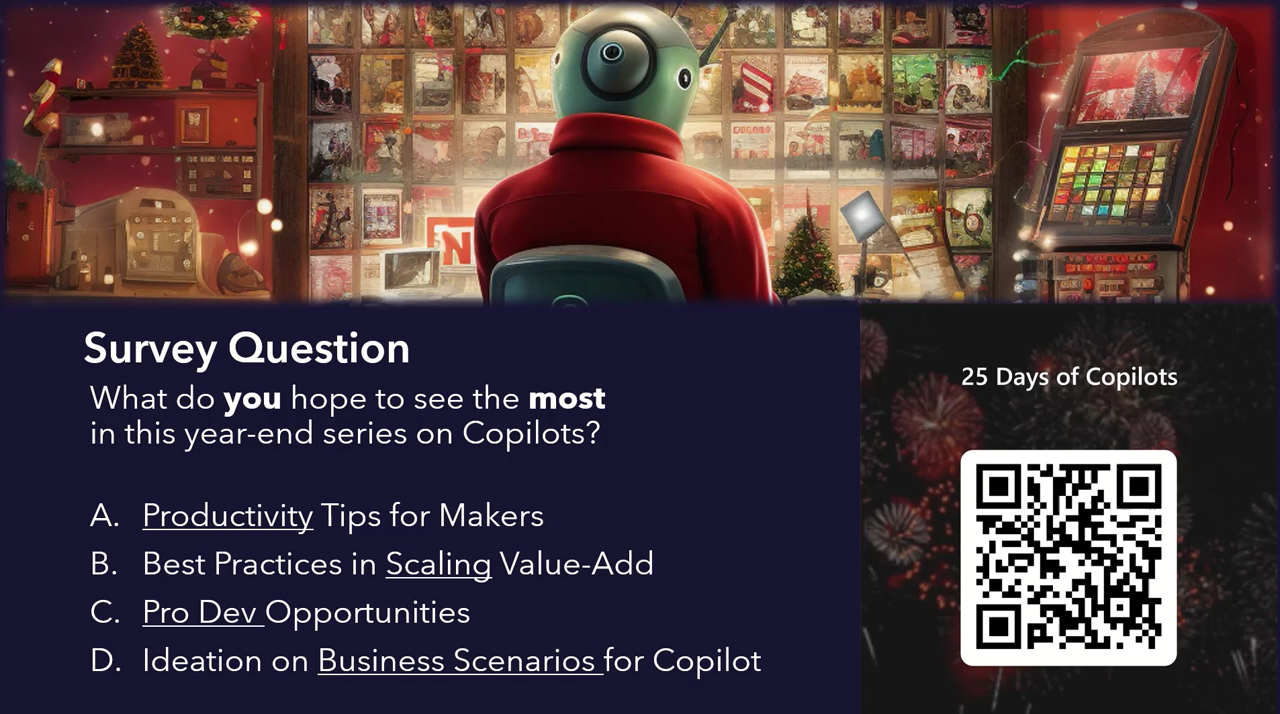 N
Survey Question
What do you hope to see the most
in this year-end series on Copilots?
A. Productivity Tips for Makers
B. Best Practices in Scaling Value-Add
C. Pro Dev Opportunities
D. Ideation on Business Scenarios for Copilot
25 Days of Copilots